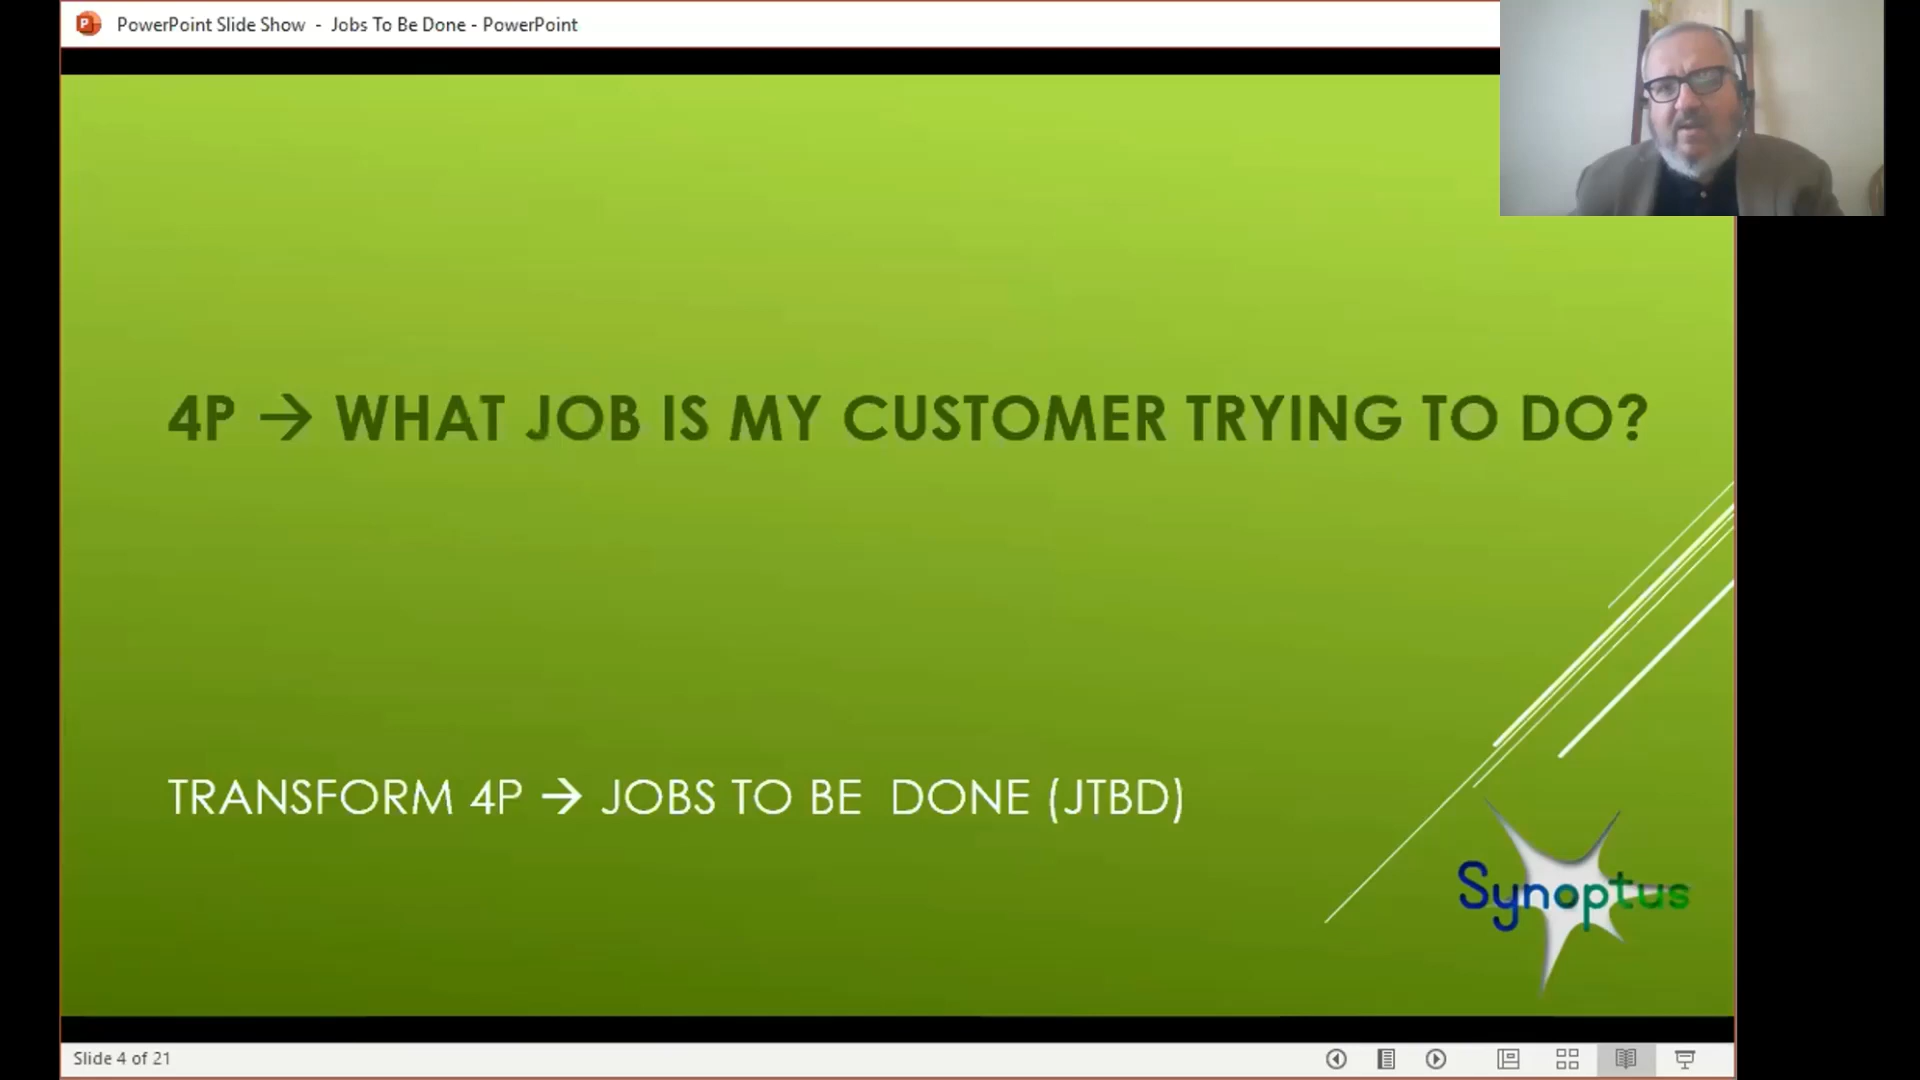 PowerPoint Slide Show - Jobs To Be Done - PowerPoint
4P → WHAT JOB IS MY CUSTOMER TRYING TO DO?
TRANSFORM 4P → JOBS TO BE DONE (JTBD)
Synoptus
Slide 4 of 21